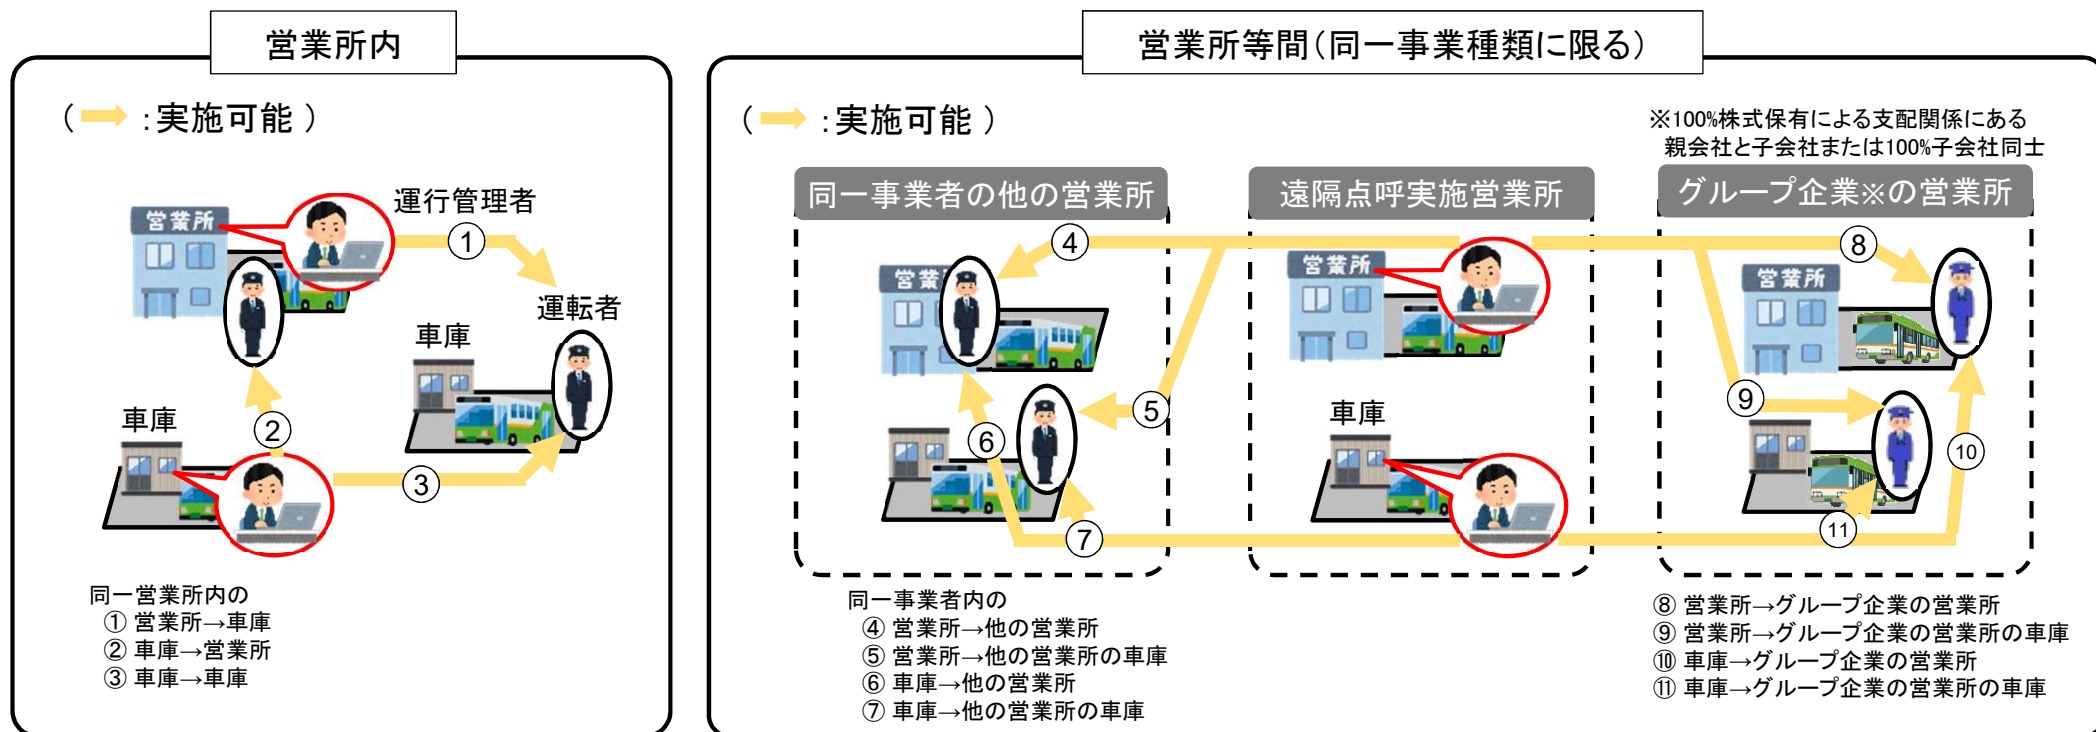 営業所内
(➡：実施可能 )
運行管理者
①
営業所
運転者
車庫
車庫
②
③
同一営業所内の
① 営業所→車庫
② 車庫→営業所
③ 車庫→車庫
営業所等間(同一事業種類に限る)
(➡：実施可能 )
※100%株式保有による支配関係にある
親会社と子会社または100%子会社同士
同一事業者の他の営業所
遠隔点呼実施営業所
グループ企業※の営業所
④
⑧
営業
営業所
営業所
⑤
⑨
車庫
⑥
⑩
⑦
⑪
同一事業者内の
④ 営業所→他の営業所
⑤ 営業所→他の営業所の車庫
⑥ 車庫→他の営業所
⑦ 車庫→他の営業所の車庫
⑧ 営業所→グループ企業の営業所
⑨ 営業所→グループ企業の営業所の車庫
⑩ 車庫→グループ企業の営業所
⑪ 車庫→グループ企業の営業所の車庫